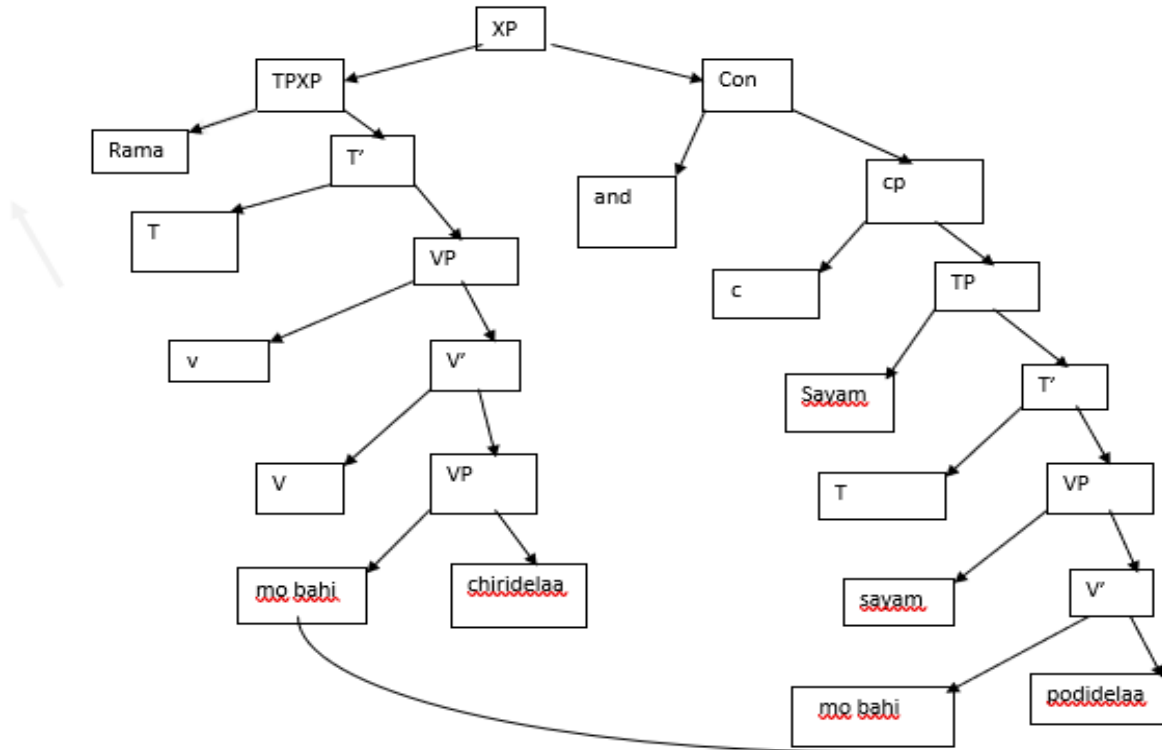 XP
TPXP
Con
Rama
T’
and
cp
T
VP
c
TP
v
V’
Sayam
T’
V
VP
T
VP
mo bahi
chiridelaa
sayam
V’
mo bahi
podidelaa